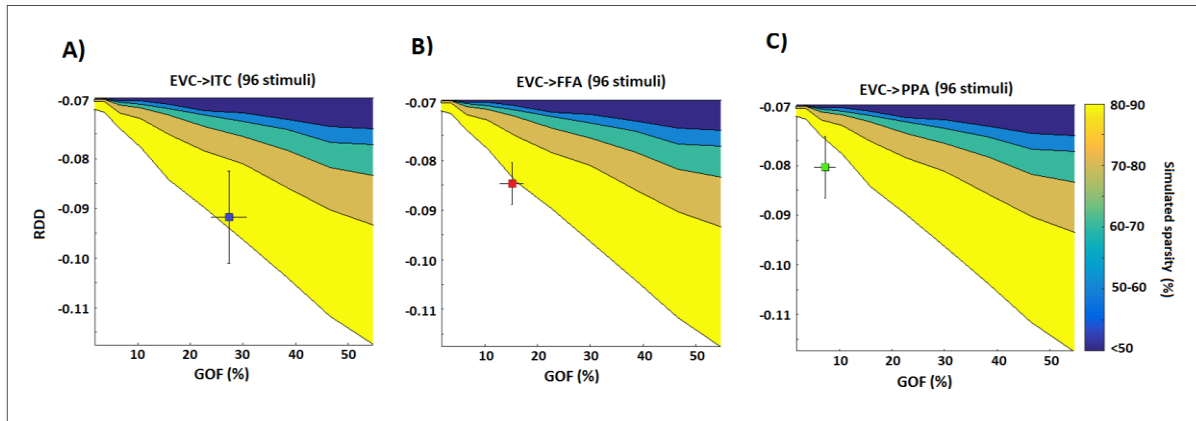 A)
EVC->ITC (96 stimuli)
-0.07
-0.08
-0.09
-0.10
-0.11
RDD
10 20 30 40 50
GOF (%)
B)
EVC->FFA (96 stimuli)
-0.07
-0.08
-0.09
-0.10
-0.11
10 20 30 40 50
GOF (%)
C)
EVC->PPA (96 stimuli)
-0.07
-0.08
-0.09
-0.10
-0.11
10 20 30 40 50
GOF (%)
80-90
70-80
60-70
50-60
<50
Simulated sparsity (%)